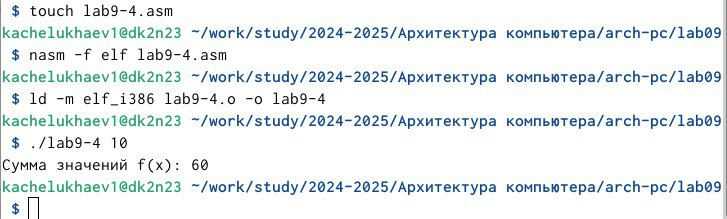 $ touch lab9-4.asm
kachelukhaev1@dk2n23 ~/work/study/2024-2025/Архитектура компьютера/arch-pc/lab09
$ nasm -f elf lab9-4.asm
kachelukhaev1@dk2n23 ~/work/study/2024-2025/Архитектура компьютера/arch-pc/lab09
$ ld -m elf_i386 lab9-4.o -o lab9-4
kachelukhaev1@dk2n23 ~/work/study/2024-2025/Архитектура компьютера/arch-pc/lab09
$ ./lab9-4 10
Сумма значений f(x): 60
kachelukhaev1@dk2n23 ~/work/study/2024-2025/Архитектура компьютера/arch-pc/lab09
$